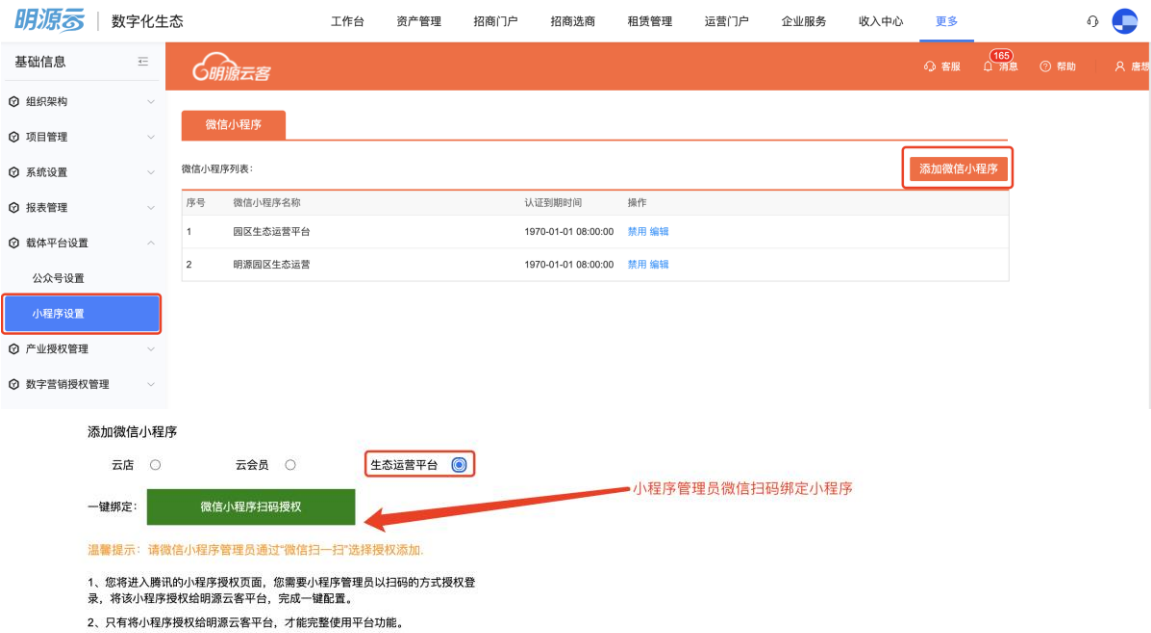 明源云 数字化生态 工作台 资产管理 招商门户 招商选商 租赁管理 运营门户 企业服务 收入中心 更多
基础信息
明源云客 客服 165 消息 帮助 唐想
组织架构
项目管理
系统设置
报表管理
载体平台设置
公众号设置
小程序设置
产业授权管理
数字营销授权管理
微信小程序
微信小程序列表: 添加微信小程序
序号 微信小程序名称 认证到期时间 操作
1 园区生态运营平台 1970-01-01 08:00:00 禁用 编辑
2 明源园区生态运营 1970-01-01 08:00:00 禁用 编辑
添加微信小程序
云店 云会员 生态运营平台
小程序管理员微信扫码绑定小程序
一键绑定: 微信小程序扫码授权
温馨提示：请微信小程序管理员通过“微信扫一扫”选择授权添加.
1、您将进入腾讯的小程序授权页面，您需要小程序管理员以扫码的方式授权登
录，将该小程序授权给明源云客平台，完成一键配置。
2、只有将小程序授权给明源云客平台，才能完整使用平台功能。